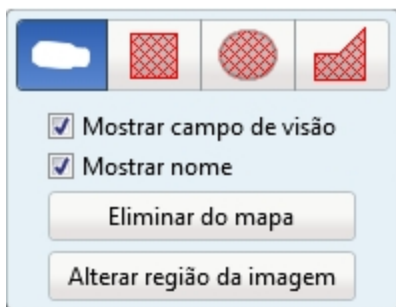 Mostrar campo de visão
Mostrar nome
Eliminar do mapa
Alterar região da imagem